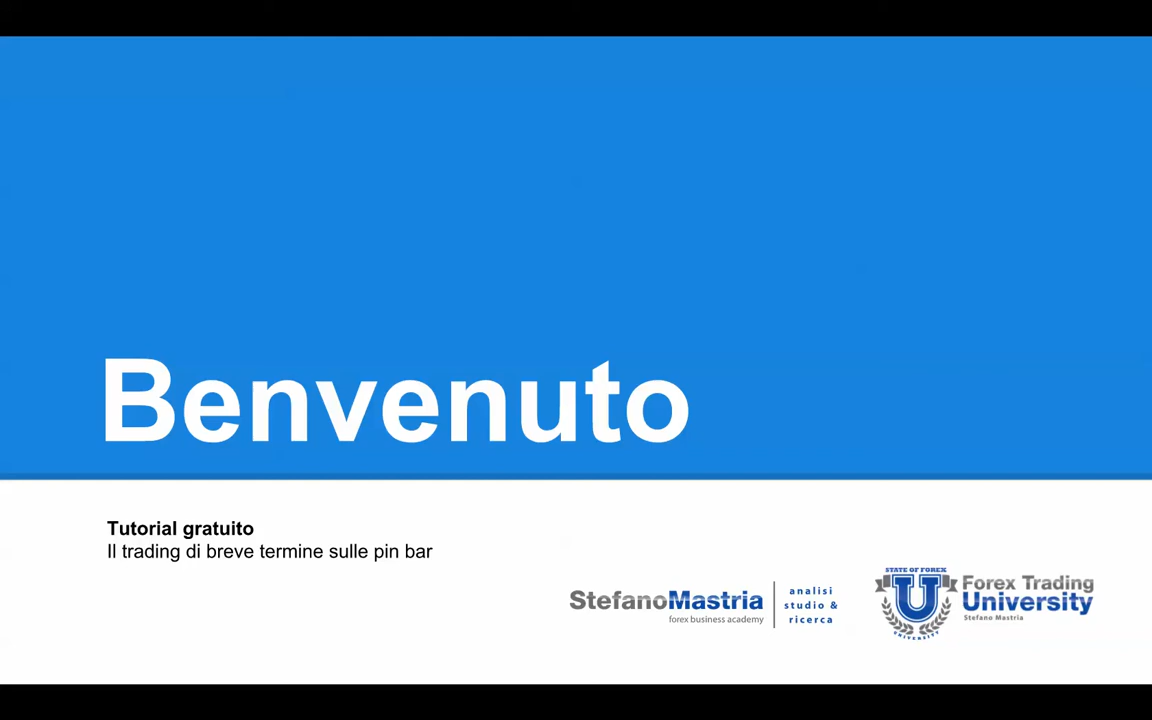 Benvenuto
Tutorial gratuito
Il trading di breve termine sulle pin bar
StefanoMastria
forex business academy
analisi
studio &
ricerca
STATE OF FOREX
U
UNIVERSITY
Forex Trading
University
Stefano Mastria